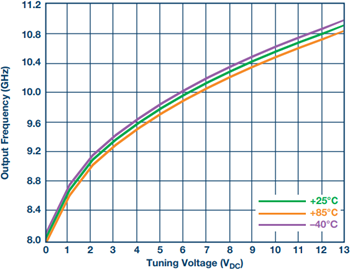 11.2
10.8
10.4
10.0
9.6
9.2
8.8
8.4
8.0
Output Frequency (GHz)
+25°C
+85°C
–40°C
0 1 2 3 4 5 6 7 8 9 10 11 12 13
Tuning Voltage (VDC)